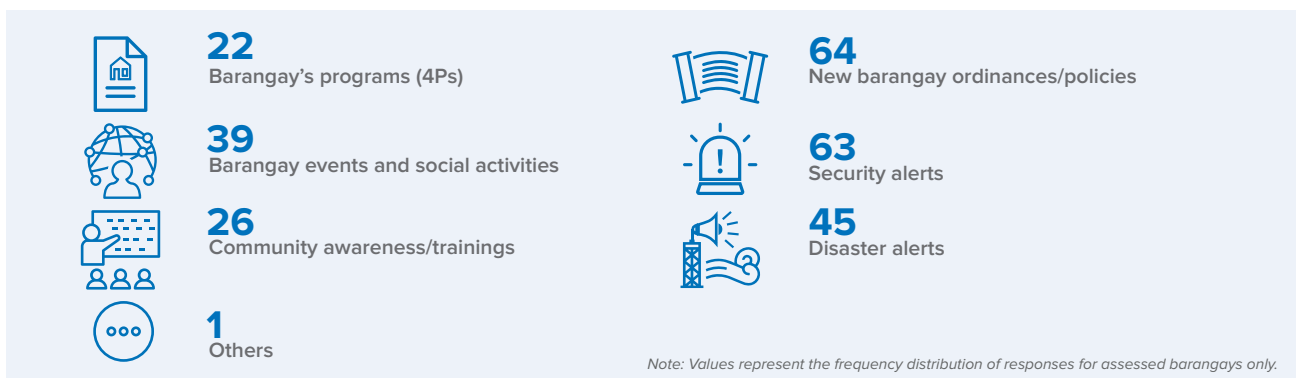 22
Barangay’s programs (4Ps)
39
Barangay events and social activities
26
Community awareness/trainings
1
Others
64
New barangay ordinances/policies
63
Security alerts
45
Disaster alerts
Note: Values represent the frequency distribution of responses for assessed barangays only.